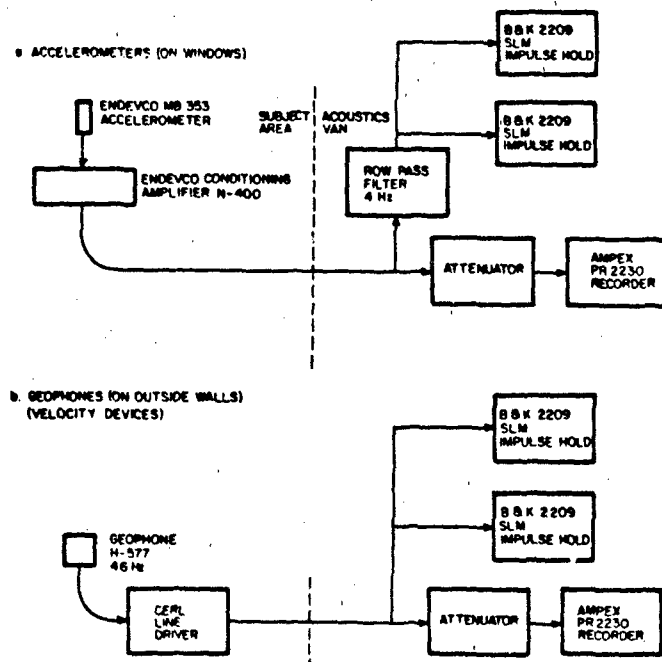 a ACCELEROMETERS (ON WINDOWS)
B&K 2209
SLM
IMPULSE HOLD
ENDEVCO MB 353
ACCELEROMETER
SUBJECT
AREA
ACOUSTICS
VAN
B&K 2209
SLM
IMPULSE HOLD
ENDEVCO CONDITIONING
AMPLIFIER N-400
ROW PASS
FILTER
4 Hz
ATTENUATOR
AMPEX
PR 2230
RECORDER
b. GEOPHONES (ON OUTSIDE WALLS)
(VELOCITY DEVICES)
B&K 2209
SLM
IMPULSE HOLD
B&K 2209
SLM
IMPULSE HOLD
GEOPHONE
H-577
46 Hz
CERL
LINE
DRIVER
ATTENUATOR
AMPEX
PR 2230
RECORDER